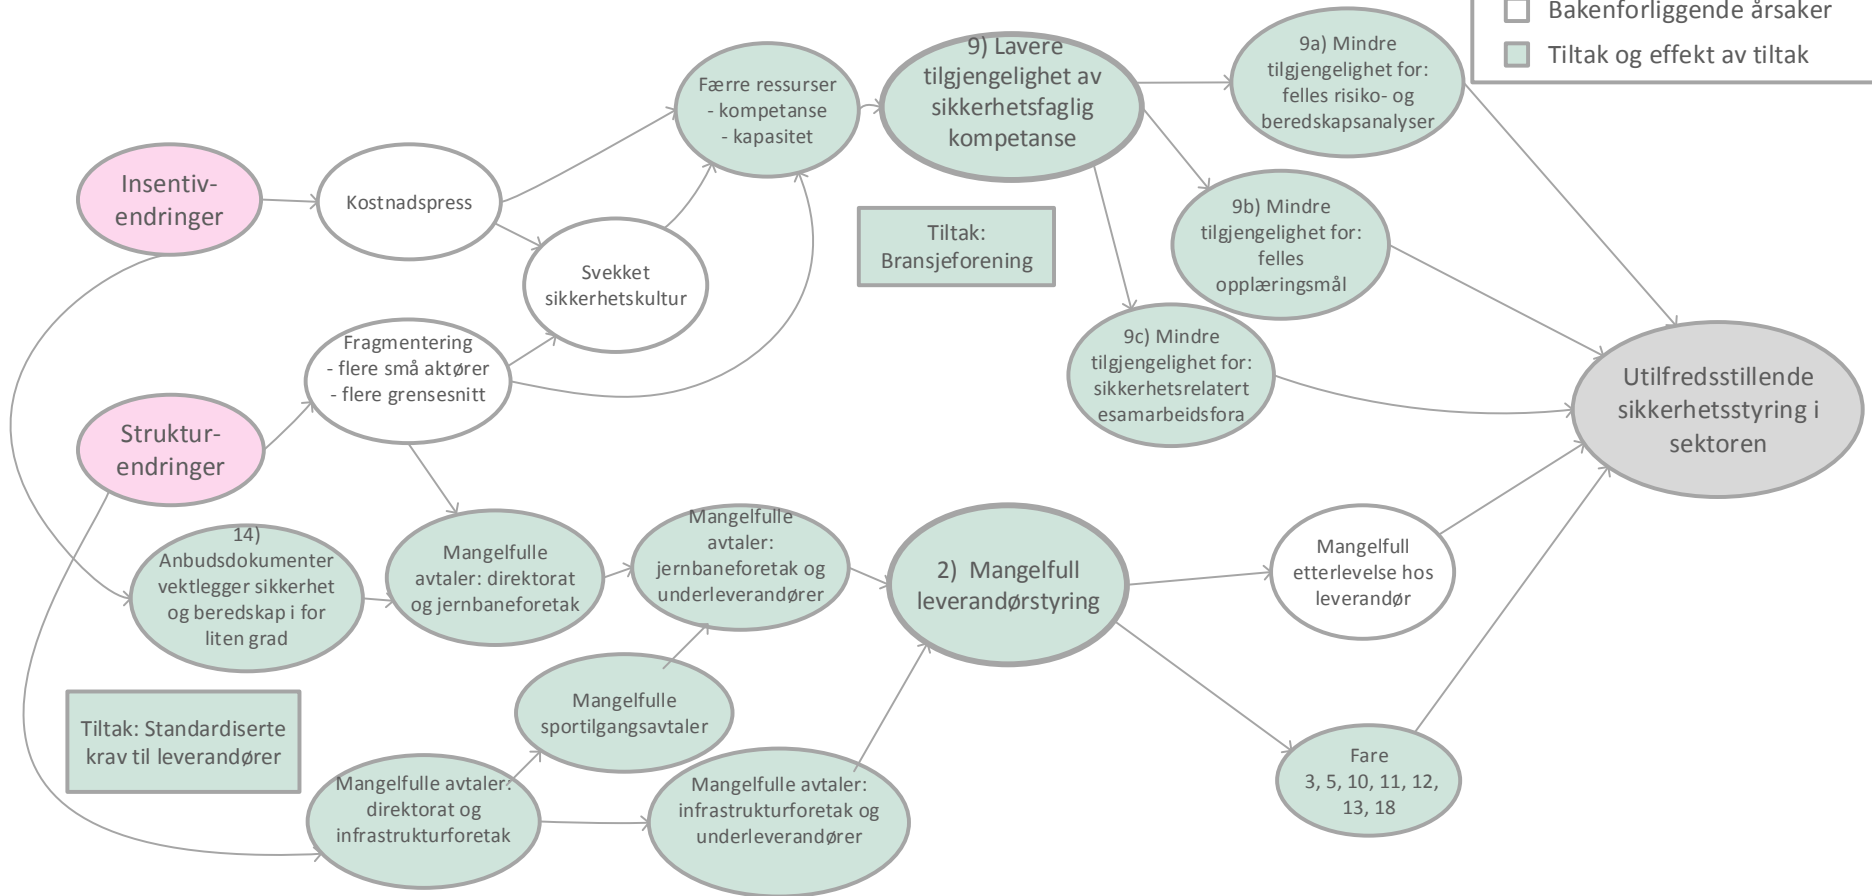 Bakenforliggende årsaker
Tiltak og effekt av tiltak
Insentiv-
endringer
Kostnadspress
Færre ressurser
- kompetanse
- kapasitet
9) Lavere
tilgjengelighet av
sikkerhetsfaglig
kompetanse
9a) Mindre
tilgjengelighet for:
felles risiko- og
beredskapsanalyser
Svekket
sikkerhetskultur
Tiltak:
Bransjeforening
9b) Mindre
tilgjengelighet for:
felles
opplæringsmål
Fragmentering
- flere små aktører
- flere grensesnitt
9c) Mindre
tilgjengelighet for:
sikkerhetsrelatert
esamarbeidsfora
Utilfredsstillende
sikkerhetsstyring i
sektoren
Struktur-
endringer
14)
Anbudsdokumenter
vektlegger sikkerhet
og beredskap i for
liten grad
Mangelfulle
avtaler: direktorat
og jernbaneforetak
Mangelfulle
avtaler:
jernbaneforetak og
underleverandører
2) Mangelfull
leverandørstyring
Mangelfull
etterlevelse hos
leverandør
Tiltak: Standardiserte
krav til leverandører
Mangelfulle
sportilgangsavtaler
Mangelfulle avtaler:
direktorat og
infrastrukturforetak
Mangelfulle avtaler:
infrastrukturforetak og
underleverandører
Fare
3, 5, 10, 11, 12,
13, 18